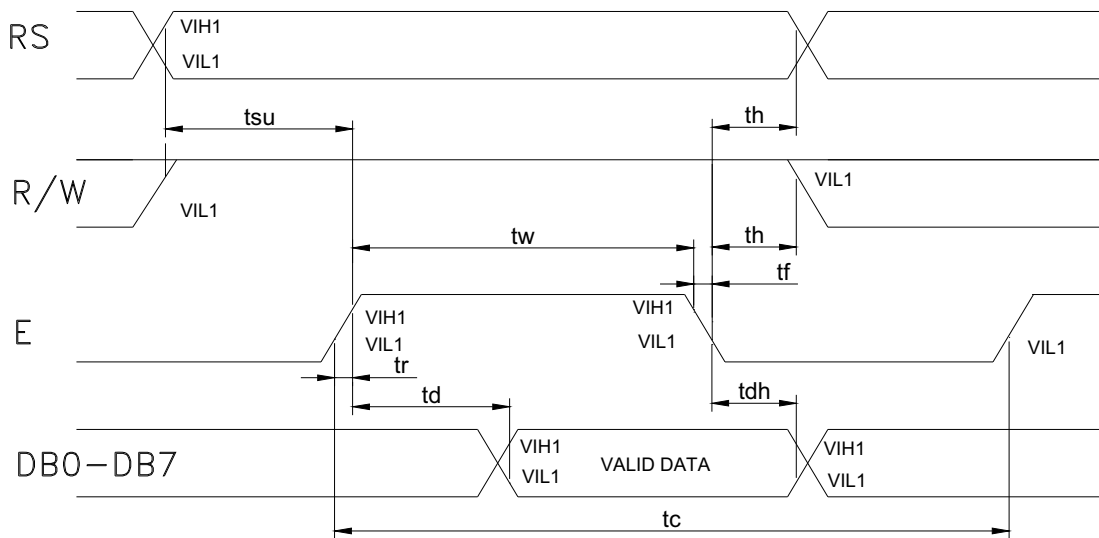 RS
VIH1
VIL1
tsu
th
R/W
VIL1
VIL1
tw
th
tf
E
VIH1
VIL1
VIH1
VIL1
VIL1
tr
td
tdh
DB0-DB7
VIH1
VIL1
VALID DATA
VIH1
VIL1
tc